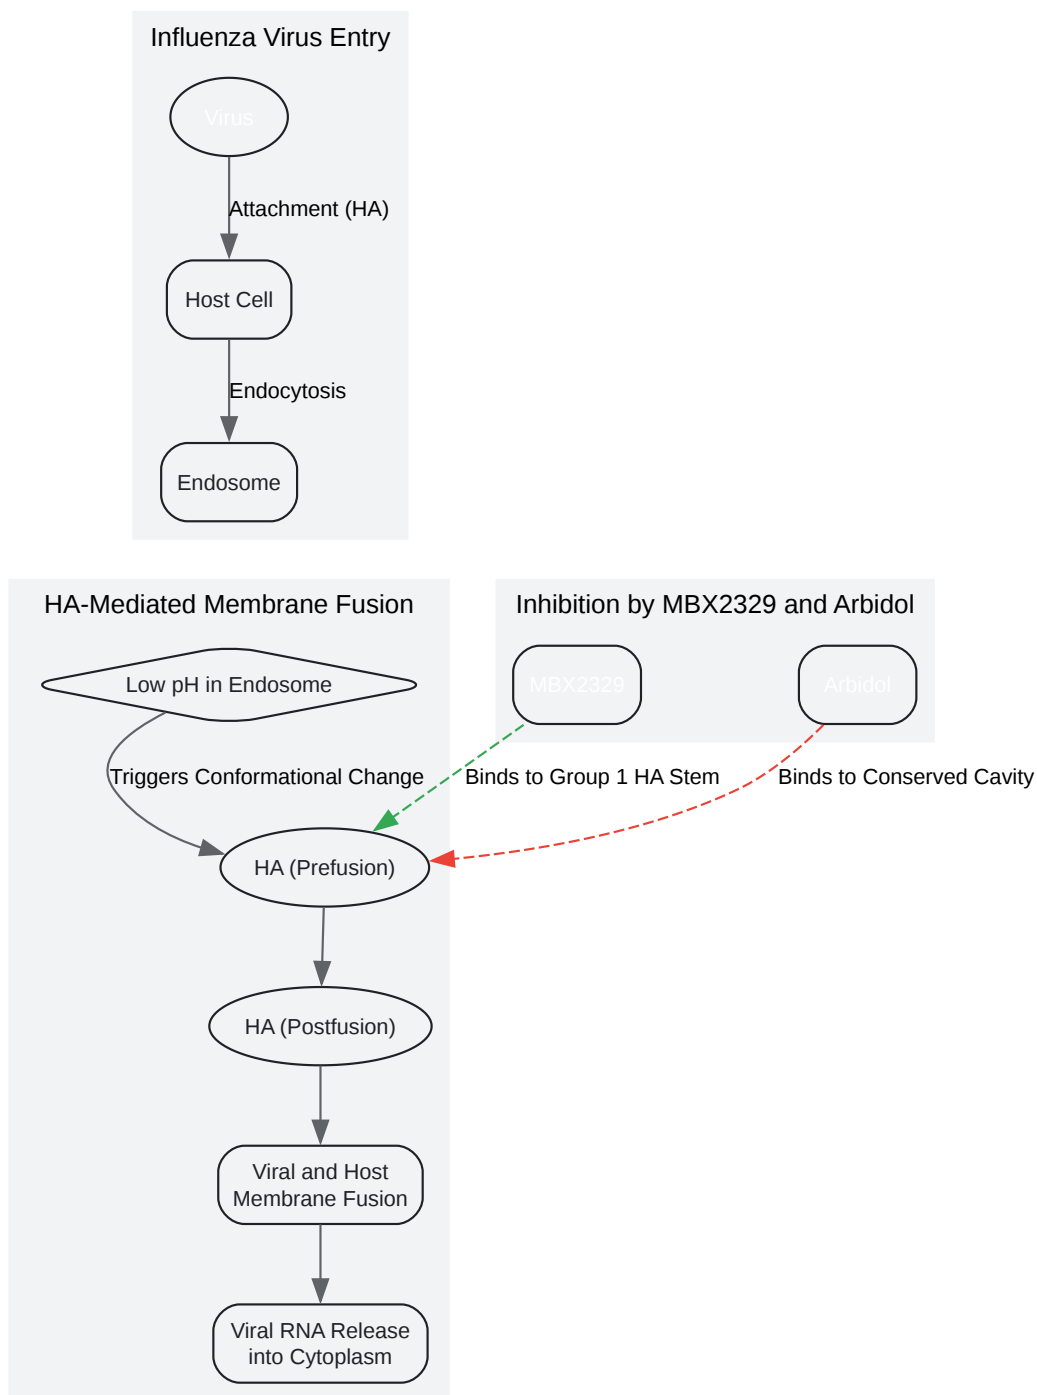 Influenza Virus Entry
Virus
Attachment (HA)
Host Cell
Endocytosis
Endosome
HA-Mediated Membrane Fusion
Low pH in Endosome
Triggers Conformational Change
HA (Prefusion)
HA (Postfusion)
Viral and Host
Membrane Fusion
Viral RNA Release
into Cytoplasm
Inhibition by MBX2329 and Arbidol
MBX2329
Arbidol
Binds to Group 1 HA Stem
Binds to Conserved Cavity